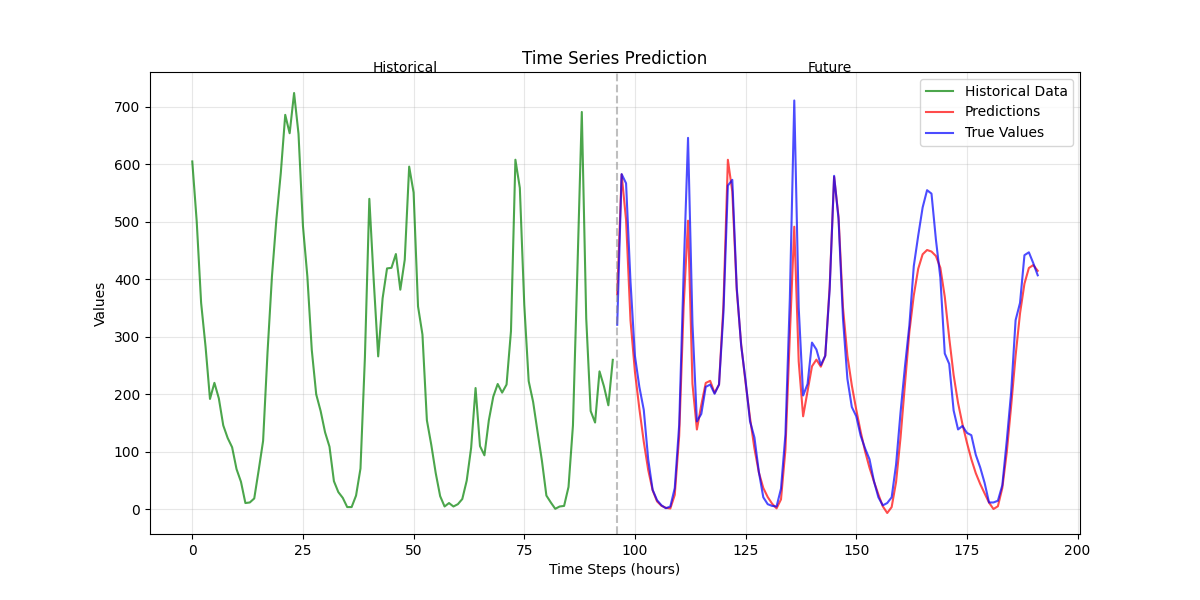 Time Series Prediction
Historical
Future
Historical Data
Predictions
True Values
Values
700
600
500
400
300
200
100
0
0 25 50 75 100 125 150 175 200
Time Steps (hours)